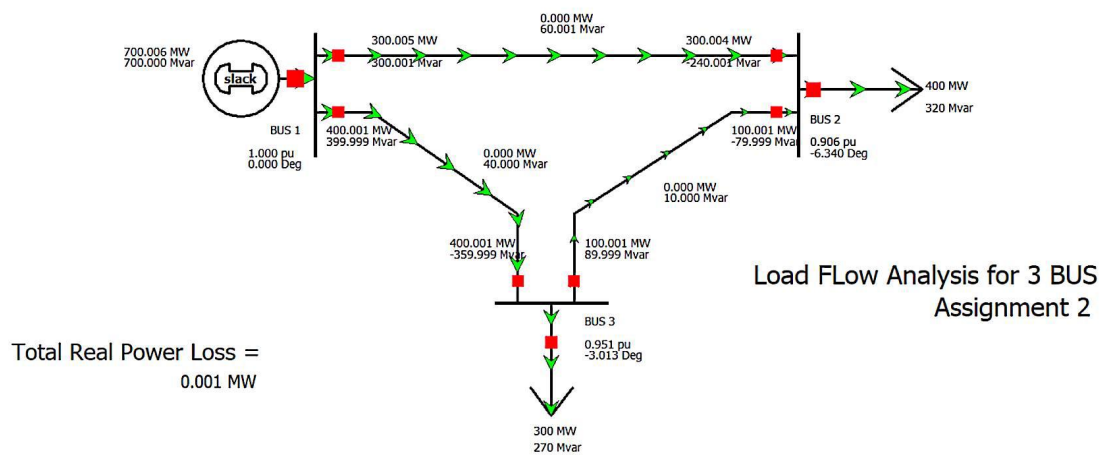 0.000 MW
60.001 Mvar
700.006 MW
700.000 Mvar
300.005 MW
300.001 Mvar
300.004 MW
-240.001 Mvar
slack
400 MW
320 Mvar
BUS 1
1.000 pu
0.000 Deg
400.001 MW
399.999 Mvar
100.001 MW
-79.999 Mvar
BUS 2
0.906 pu
-6.340 Deg
0.000 MW
40.000 Mvar
0.000 MW
10.000 Mvar
400.001 MW
-359.999 Mvar
100.001 MW
89.999 Mvar
Load FLow Analysis for 3 BUS
Assignment 2
BUS 3
0.951 pu
-3.013 Deg
Total Real Power Loss =
0.001 MW
300 MW
270 Mvar